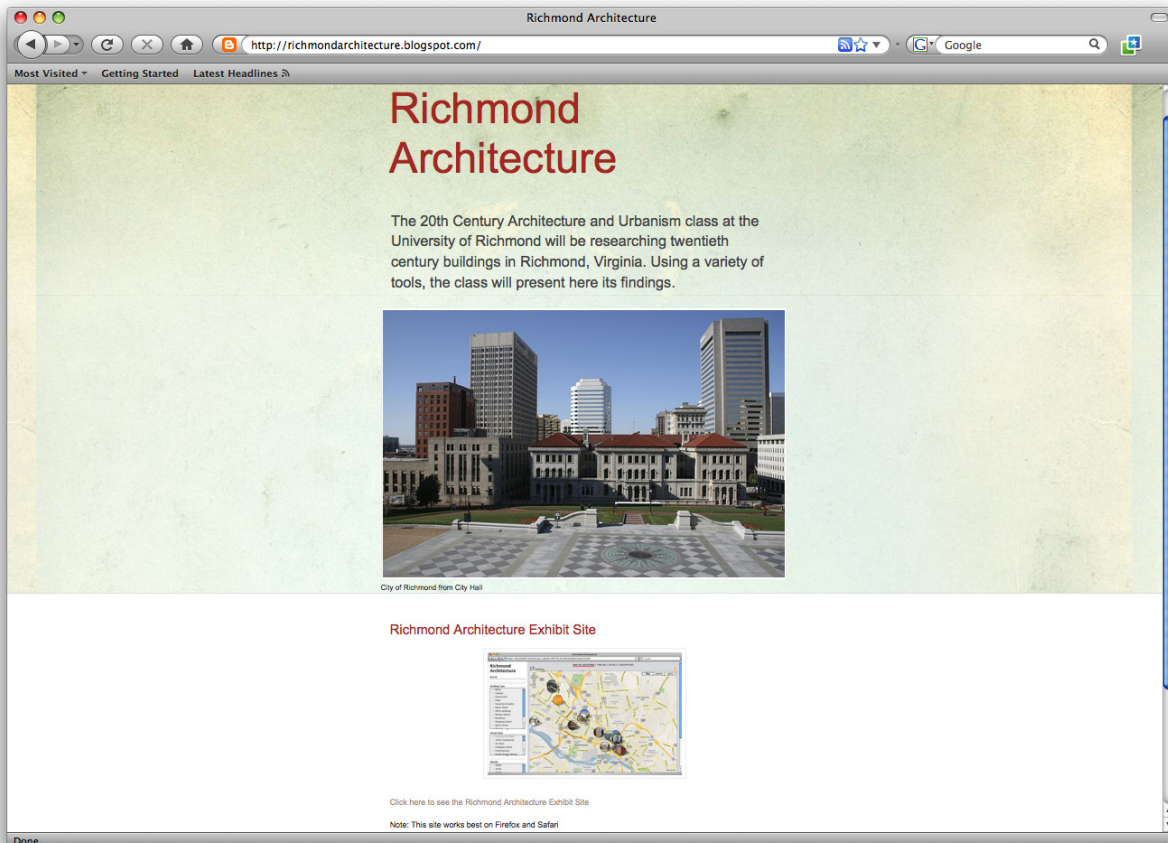 Richmond Architecture
http://richmondarchitecture.blogspot.com/
Google
Most Visited Getting Started Latest Headlines
Richmond
Architecture
The 20th Century Architecture and Urbanism class at the
University of Richmond will be researching twentieth
century buildings in Richmond, Virginia. Using a variety of
tools, the class will present here its findings.
City of Richmond from City Hall
Richmond Architecture Exhibit Site
Richmond
Architecture
Click here to see the Richmond Architecture Exhibit Site
Note: This site works best on Firefox and Safari
Done